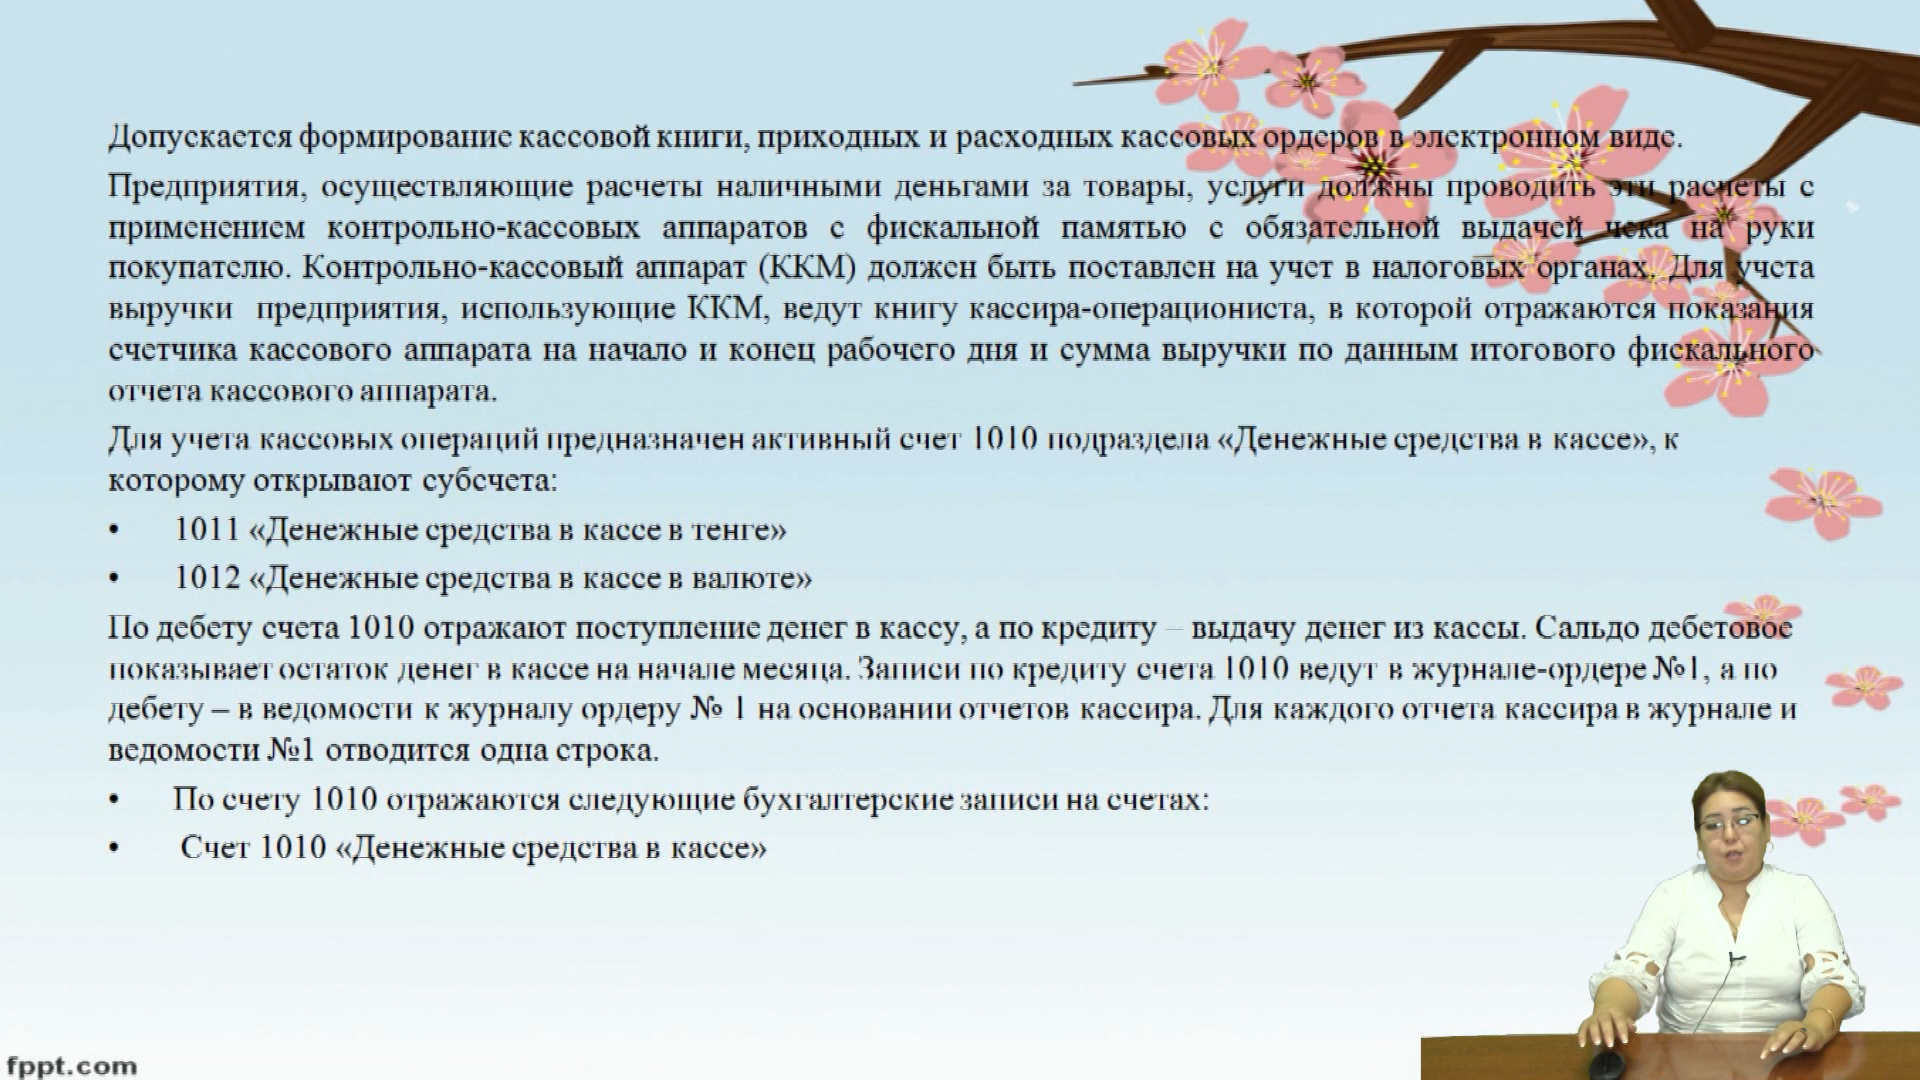 Допускается формирование кассовой книги, приходных и расходных кассовых ордеров в электронном виде.
Предприятия, осуществляющие расчеты наличными деньгами за товары, услуги должны проводить эти расчеты с
применением контрольно-кассовых аппаратов с фискальной памятью с обязательной выдачей чека на руки
покупателю. Контрольно-кассовый аппарат (ККМ) должен быть поставлен на учет в налоговых органах. Для учета
выручки предприятия, использующие ККМ, ведут книгу кассира-операциониста, в которой отражаются показания
счетчика кассового аппарата на начало и конец рабочего дня и сумма выручки по данным итогового фискального
отчета кассового аппарата.
Для учета кассовых операций предназначен активный счет 1010 подраздела «Денежные средства в кассе», к
которому открывают субсчета:
• 1011 «Денежные средства в кассе в тенге»
• 1012 «Денежные средства в кассе в валюте»
По дебету счета 1010 отражают поступление денег в кассу, а по кредиту – выдачу денег из кассы. Сальдо дебетовое
показывает остаток денег в кассе на начале месяца. Записи по кредиту счета 1010 ведут в журнале-ордере №1, а по
дебету – в ведомости к журналу ордеру № 1 на основании отчетов кассира. Для каждого отчета кассира в журнале и
ведомости №1 отводится одна строка.
• По счету 1010 отражаются следующие бухгалтерские записи на счетах:
• Счет 1010 «Денежные средства в кассе»
fppt.com